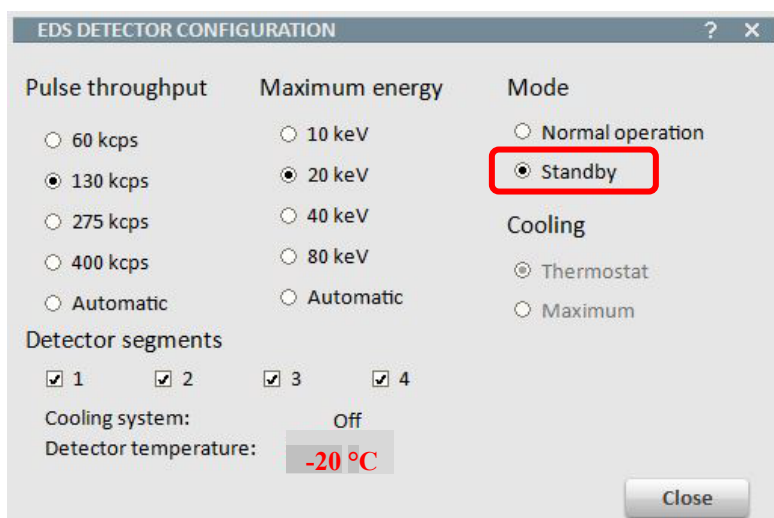 EDS DETECTOR CONFIGURATION ? X
Pulse throughput
60 kcps
130 kcps
275 kcps
400 kcps
Automatic
Maximum energy
10 keV
20 keV
40 keV
80 keV
Automatic
Mode
Normal operation
Standby
Cooling
Thermostat
Maximum
Detector segments
1 2 3 4
Cooling system: Off
Detector temperature: -20 °C
Close